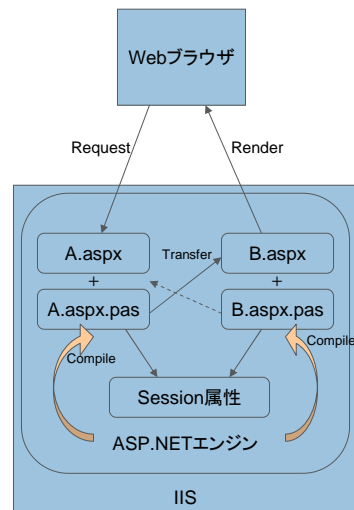 Webブラウザ
Request
Render
A.aspx
Transfer
B.aspx
+
+
A.aspx.pas
B.aspx.pas
Compile
Compile
Session属性
ASP.NETエンジン
IIS